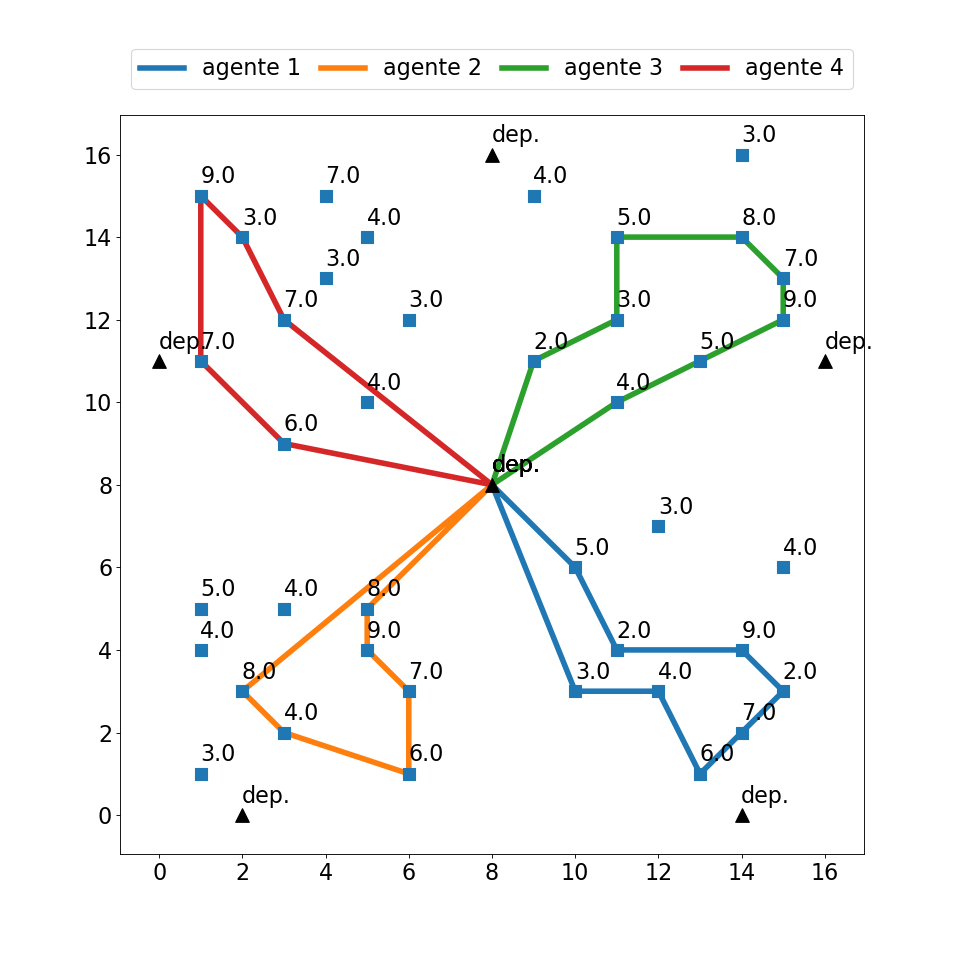 agente 1 agente 2 agente 3 agente 4
dep. 3.0
16
9.0 7.0 4.0
3.0 4.0 5.0 8.0
14
3.0 7.0
7.0 3.0 3.0 9.0
12
dep. 7.0 2.0 5.0 dep.
4.0 4.0
10
6.0
dep.
8
3.0
5.0 4.0
6
5.0 4.0 8.0
4.0 9.0 2.0 9.0
4
8.0 7.0 3.0 4.0 2.0
4.0 7.0
2
3.0 6.0 6.0
dep. dep.
0
0 2 4 6 8 10 12 14 16